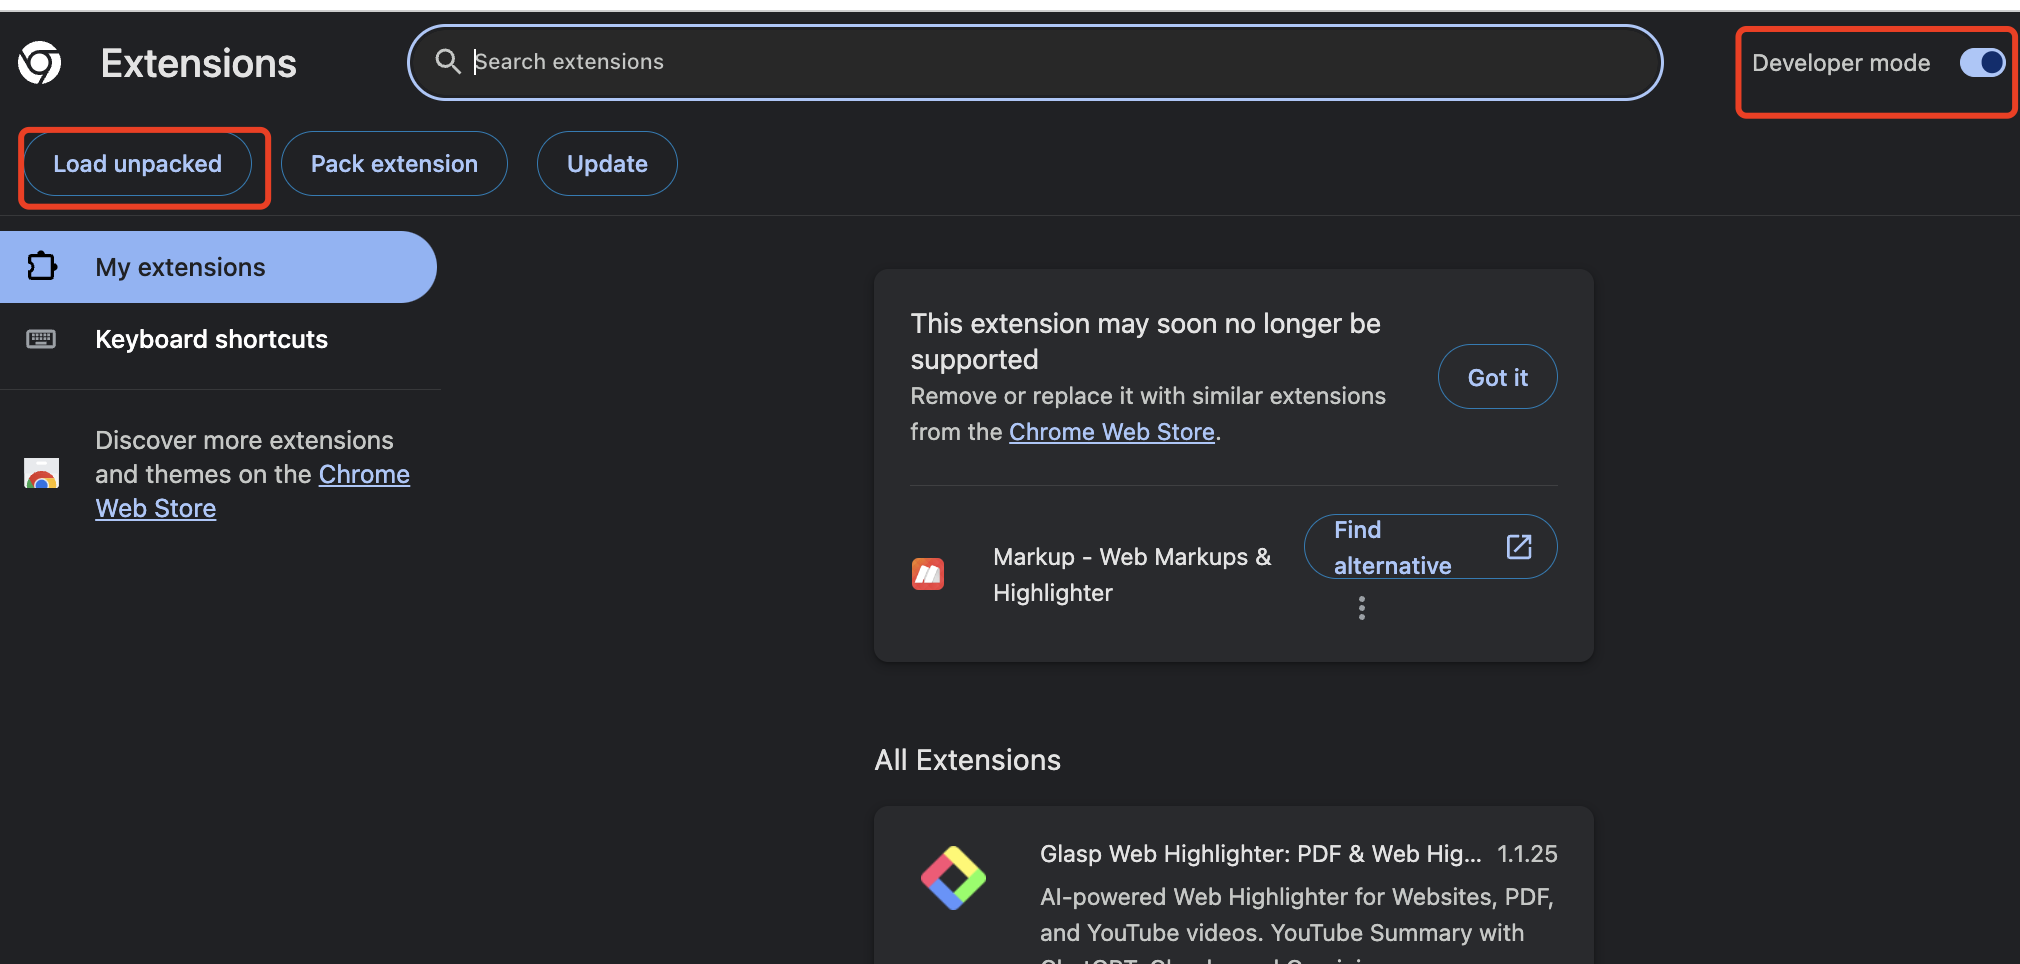 Extensions
Search extensions
Developer mode
Load unpacked
Pack extension
Update
My extensions
Keyboard shortcuts
Discover more extensions
and themes on the Chrome
Web Store
This extension may soon no longer be
supported
Remove or replace it with similar extensions
from the Chrome Web Store.
Got it
Markup - Web Markups &
Highlighter
Find
alternative
All Extensions
Glasp Web Highlighter: PDF & Web Hig...
1.1.25
AI-powered Web Highlighter for Websites, PDF,
and YouTube videos. YouTube Summary with